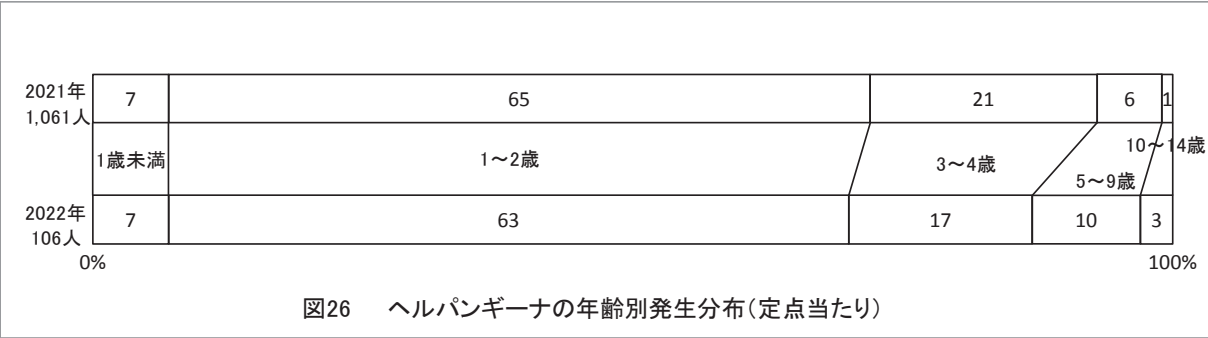 2021年
1,061人
7 65 21 6 1
1歳未満 1～2歳 3～4歳 5～9歳 10～14歳
2022年
106人
7 63 17 10 3
0% 100%
図26 ヘルパンギーナの年齢別発生分布（定点当たり）